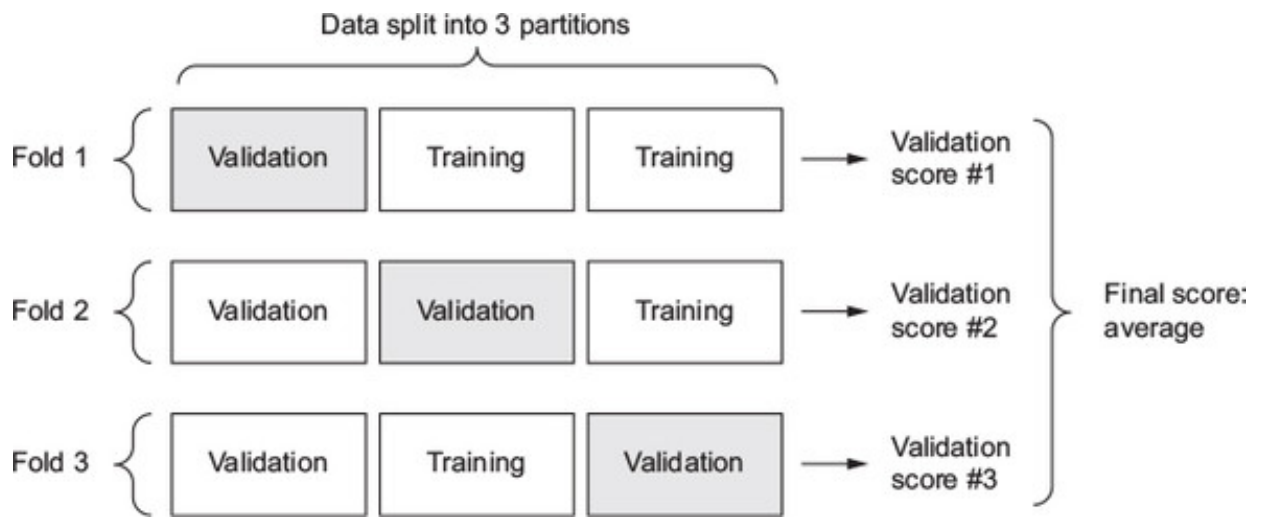 Data split into 3 partitions
Fold 1
Validation
Training
Training
Validation
score #1
Fold 2
Validation
Validation
Training
Validation
score #2
Final score:
average
Fold 3
Validation
Training
Validation
Validation
score #3